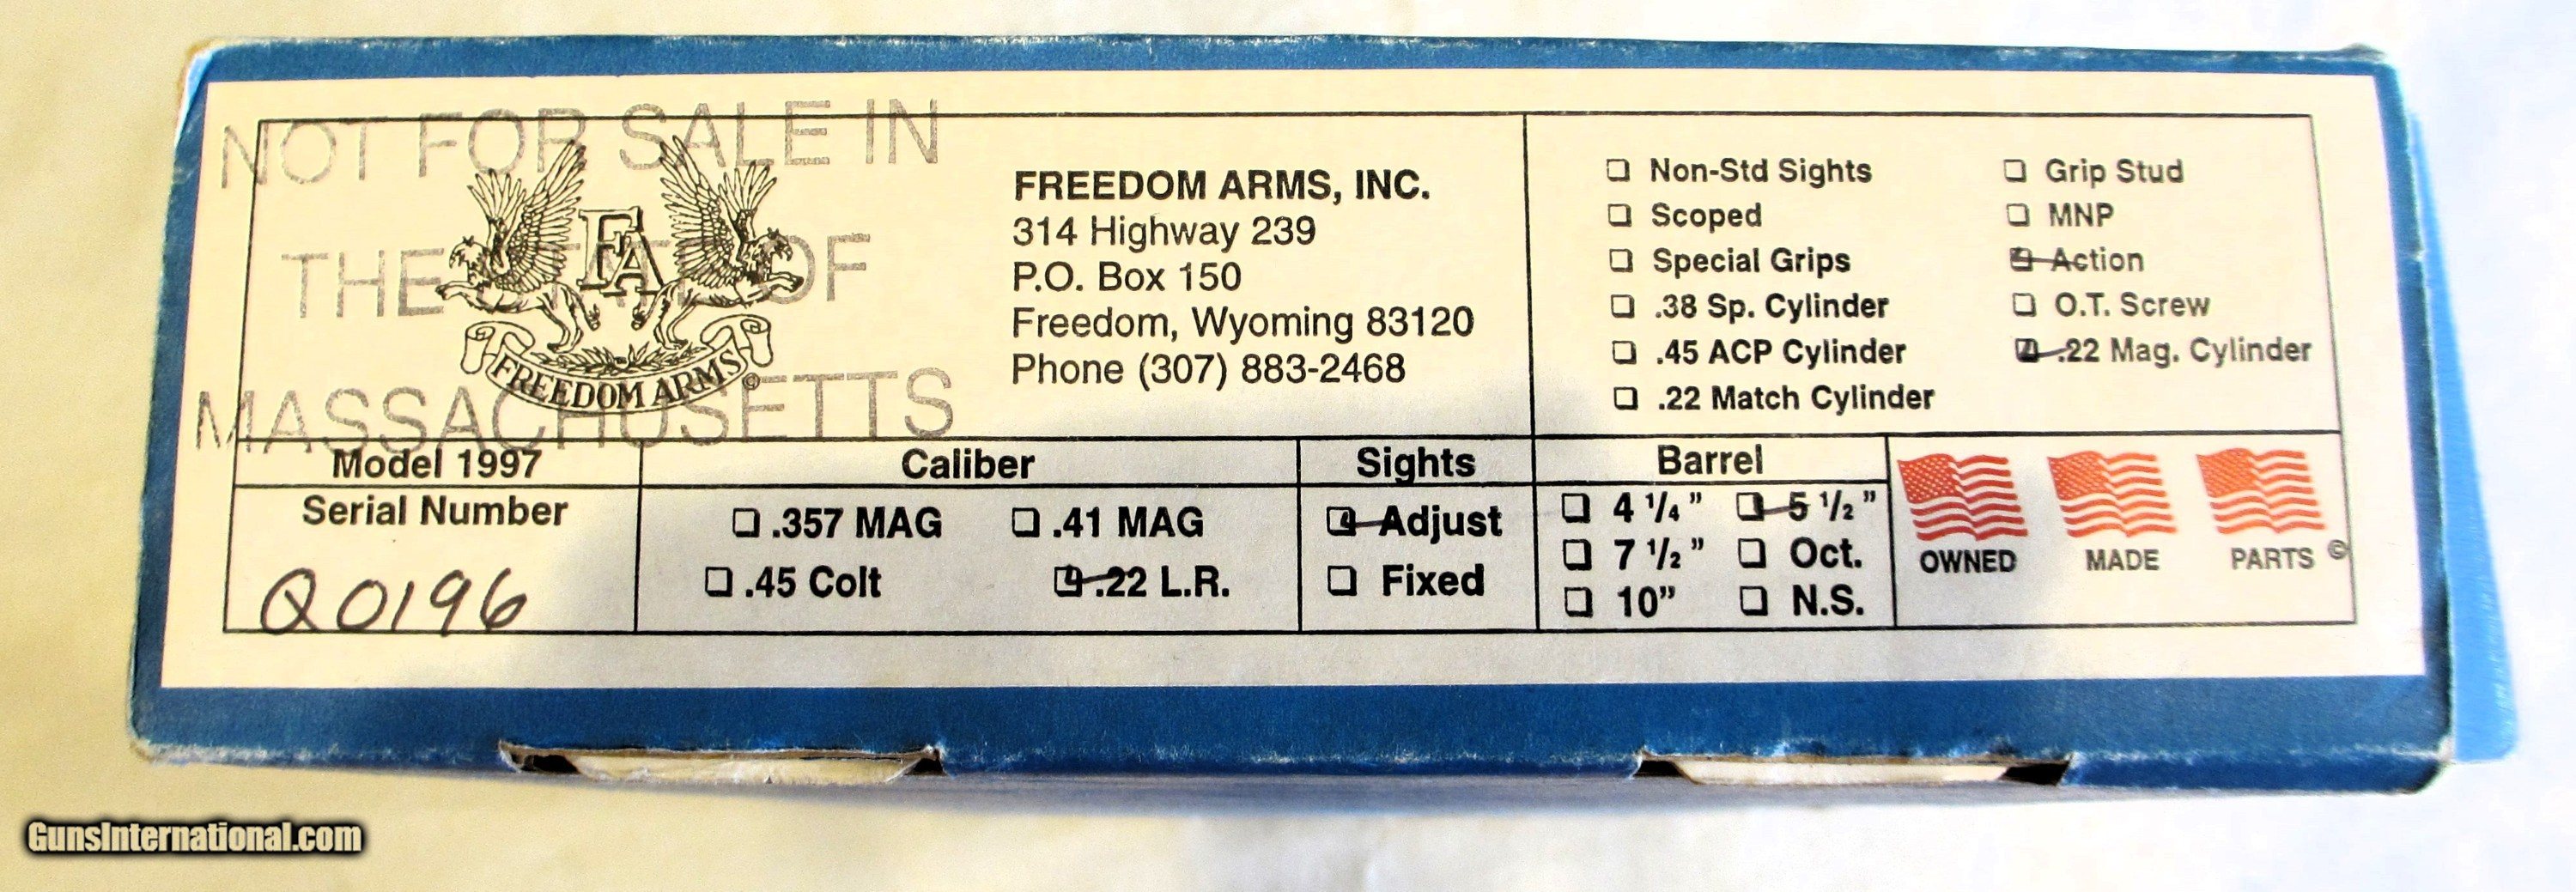 NOT FOR SALE IN
THE STATE OF
MASSACHUSETTS
FA
FREEDOM ARMS©
FREEDOM ARMS, INC.
314 Highway 239
P.O. Box 150
Freedom, Wyoming 83120
Phone (307) 883-2468
❑ Non-Std Sights
❑ Scoped
❑ Special Grips
❑ .38 Sp. Cylinder
❑ .45 ACP Cylinder
❑ .22 Match Cylinder
❑ Grip Stud
❑ MNP
❑ Action
❑ O.T. Screw
❑ .22 Mag. Cylinder
Model 1997
Serial Number
Q0196
Caliber
❑ .357 MAG ❑ .41 MAG
❑ .45 Colt ❑ .22 L.R.
Sights
❑ Adjust
❑ Fixed
Barrel
❑ 4 1/4" ❑ 5 1/2"
❑ 7 1/2" ❑ Oct.
❑ 10" ❑ N.S.
OWNED MADE PARTS ©
GunsInternational.com